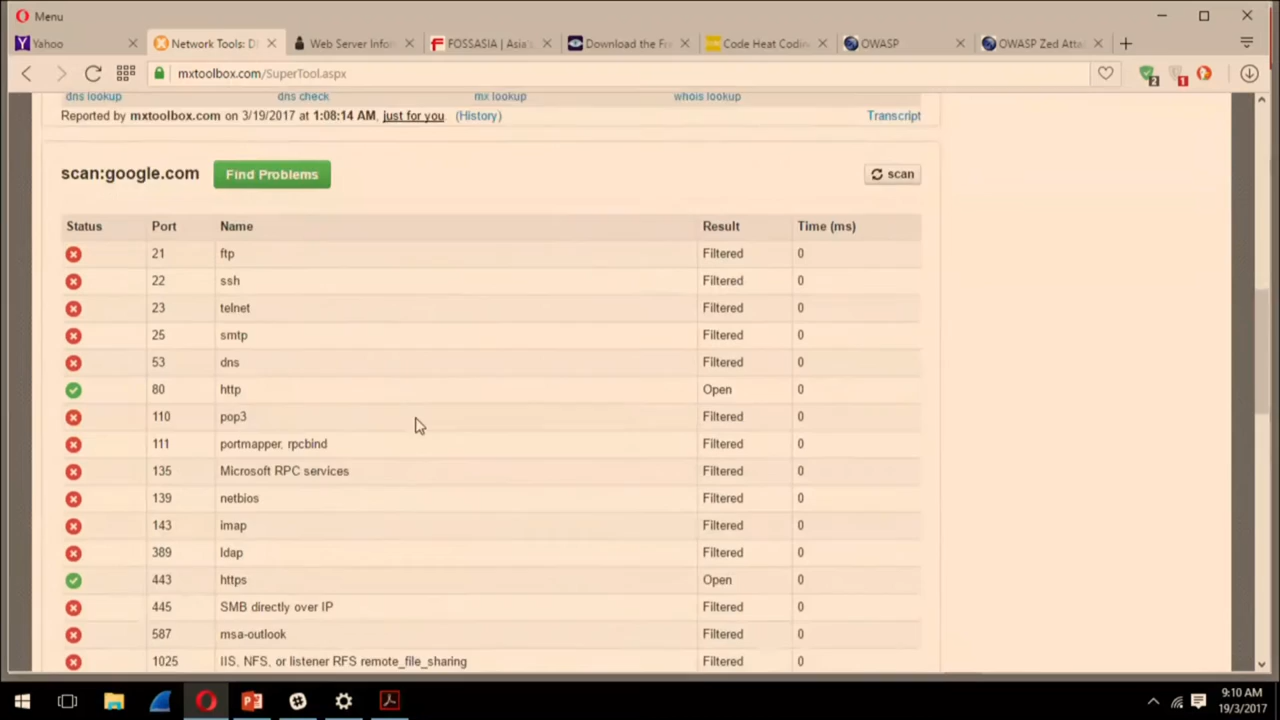 Menu
Yahoo
Network Tools: D
Web Server Infor
FOSSASIA | Asia's
Download the Fre
Code Heat Codin
OWASP
OWASP Zed Atta
mxtoolbox.com/SuperTool.aspx
2
1
dns lookup dns check mx lookup whois lookup
Reported by mxtoolbox.com on 3/19/2017 at 1:08:14 AM, just for you. (History) Transcript
scan:google.com Find Problems scan
Status Port Name Result Time (ms)
21 ftp Filtered 0
22 ssh Filtered 0
23 telnet Filtered 0
25 smtp Filtered 0
53 dns Filtered 0
80 http Open 0
110 pop3 Filtered 0
111 portmapper, rpcbind Filtered 0
135 Microsoft RPC services Filtered 0
139 netbios Filtered 0
143 imap Filtered 0
389 ldap Filtered 0
443 https Open 0
445 SMB directly over IP Filtered 0
587 msa-outlook Filtered 0
1025 IIS, NFS, or listener RFS remote_file_sharing Filtered 0
9:10 AM
19/3/2017